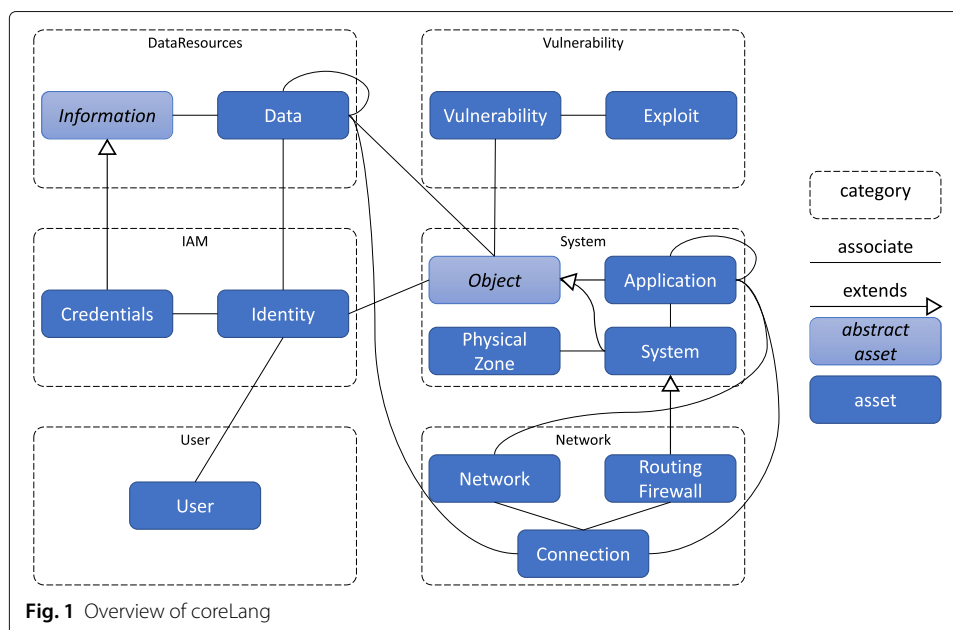 DataResources
Information
Data
Vulnerability
Vulnerability
Exploit
IAM
Credentials
Identity
System
Object
Application
Physical
Zone
System
User
User
Network
Network
Routing
Firewall
Connection
category
associate
extends
abstract
asset
asset
Fig. 1 Overview of coreLang